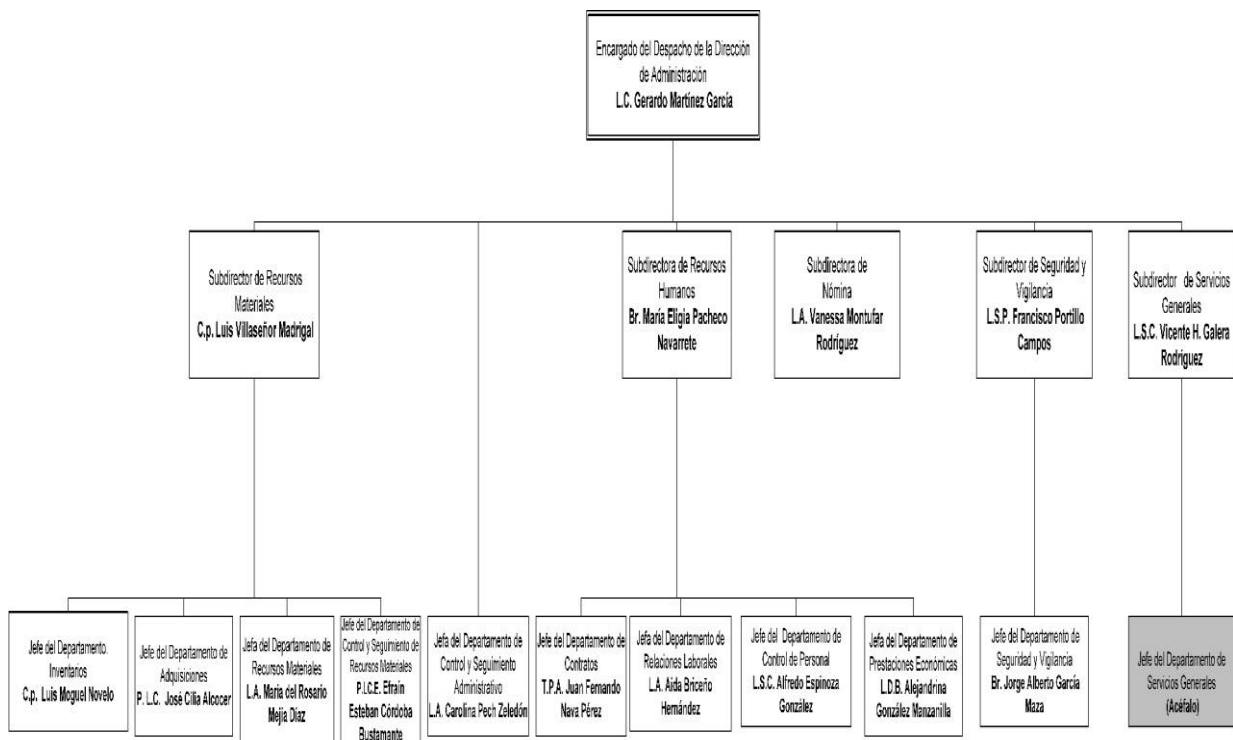 Encargado del Despacho de la Dirección
de Administración
L.C. Gerardo Martínez García
Subdirector de Recursos
Materiales
C.p. Luis Villaseñor Madrigal
Subdirectora de Recursos
Humanos
Br. María Eligia Pacheco
Navarrete
Subdirectora de
Nómina
L.A. Vanessa Montufar
Rodríguez
Subdirector de Seguridad y
Vigilancia
L.S.P. Francisco Portillo
Campos
Subdirector de Servicios
Generales
L.S.C. Vicente H. Galera
Rodríguez
Jefe del Departamento.
Inventarios
C.p. Luis Moguel Novelo
Jefe del Departamento de
Adquisiciones
P. L.C. José Cilia Alcocer
Jefa del Departamento de
Recursos Materiales
L.A. Maria del Rosario
Mejia Díaz
Jefe del Departamento de
Control y Seguimiento de
Recursos Materiales
P.I.C.E. Efraín
Esteban Córdoba
Bustamante
Jefa del Departamento de
Control y Seguimiento
Administrativo
L.A. Carolina Pech Zeledón
Jefe del Departamento de
Contratos
T.P.A. Juan Fernando
Nava Pérez
Jefa del Departamento de
Relaciones Laborales
L.A. Aida Briceño
Hernández
Jefe del Departamento de
Control de Personal
L.S.C. Alfredo Espinoza
González
Jefa del Departamento de
Prestaciones Económicas
L.D.B. Alejandrina
González Manzanilla
Jefe del Departamento de
Seguridad y Vigilancia
Br. Jorge Alberto García
Maza
Jefe del Departamento de
Servicios Generales
(Acéfalo)